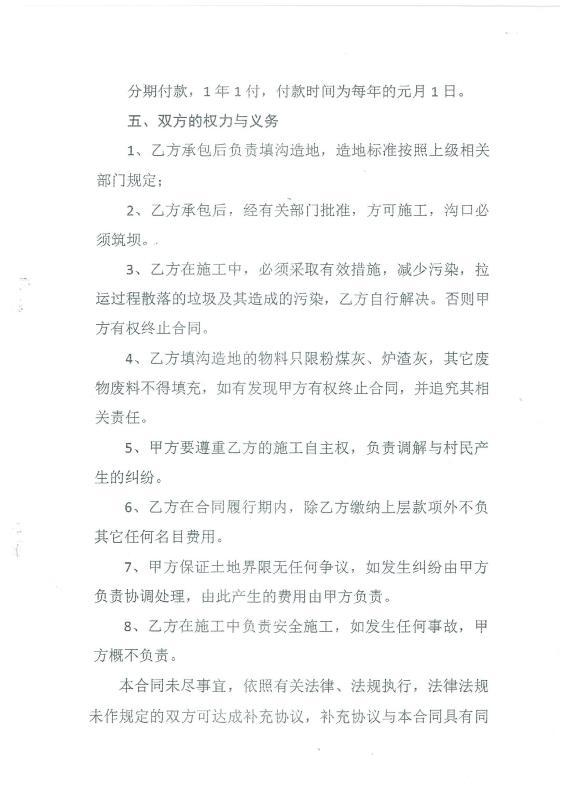 分期付款，1年1付，付款时间为每年的元月1日。
五、双方的权力与义务
1、乙方承包后负责填沟造地，造地标准按照上级相关
部门规定；
2、乙方承包后，经有关部门批准，方可施工，沟口必
须筑坝。
3、乙方在施工中，必须采取有效措施，减少污染，拉
运过程散落的垃圾及其造成的污染，乙方自行解决。否则甲
方有权终止合同。
4、乙方填沟造地的物料只限粉煤灰、炉渣灰，其它废
物废料不得填充，如有发现甲方有权终止合同，并追究其相
关责任。
5、甲方要遵重乙方的施工自主权，负责调解与村民产
生的纠纷。
6、乙方在合同履行期内，除乙方缴纳上层款项外不负
其它任何名目费用。
7、甲方保证土地界限无任何争议，如发生纠纷由甲方
负责协调处理，由此产生的费用由甲方负责。
8、乙方在施工中负责安全施工，如发生任何事故，甲
方概不负责。
本合同未尽事宜，依照有关法律、法规执行，法律法规
未作规定的双方可达成补充协议，补充协议与本合同具有同